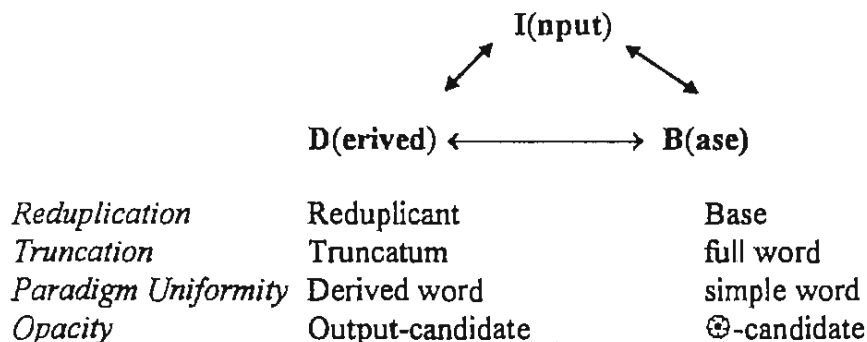 I(nput)
D(erived) ⟷ B(ase)
Reduplication Reduplicant Base
Truncation Truncatum full word
Paradigm Uniformity Derived word simple word
Opacity Output-candidate ❀-candidate